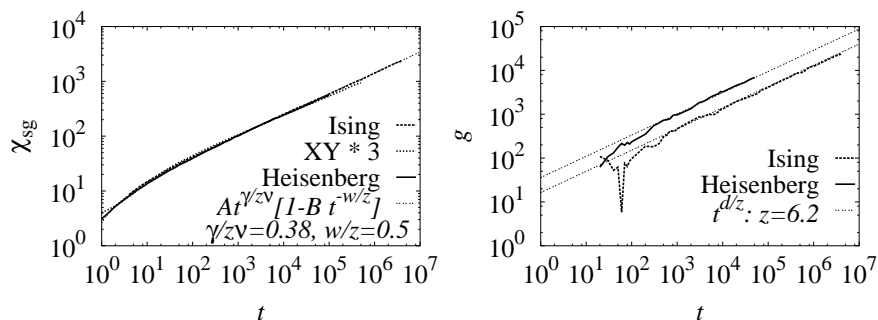 10^4
10^3
10^2
10^1
10^0
χ_sg
Ising
XY * 3
Heisenberg
At^{γ/zν}[1-B t^{-w/z}]
γ/zν=0.38, w/z=0.5
10^0 10^1 10^2 10^3 10^4 10^5 10^6 10^7
t
10^5
10^4
10^3
10^2
10^1
10^0
g
Ising
Heisenberg
t^{d/z}: z=6.2
10^0 10^1 10^2 10^3 10^4 10^5 10^6 10^7
t